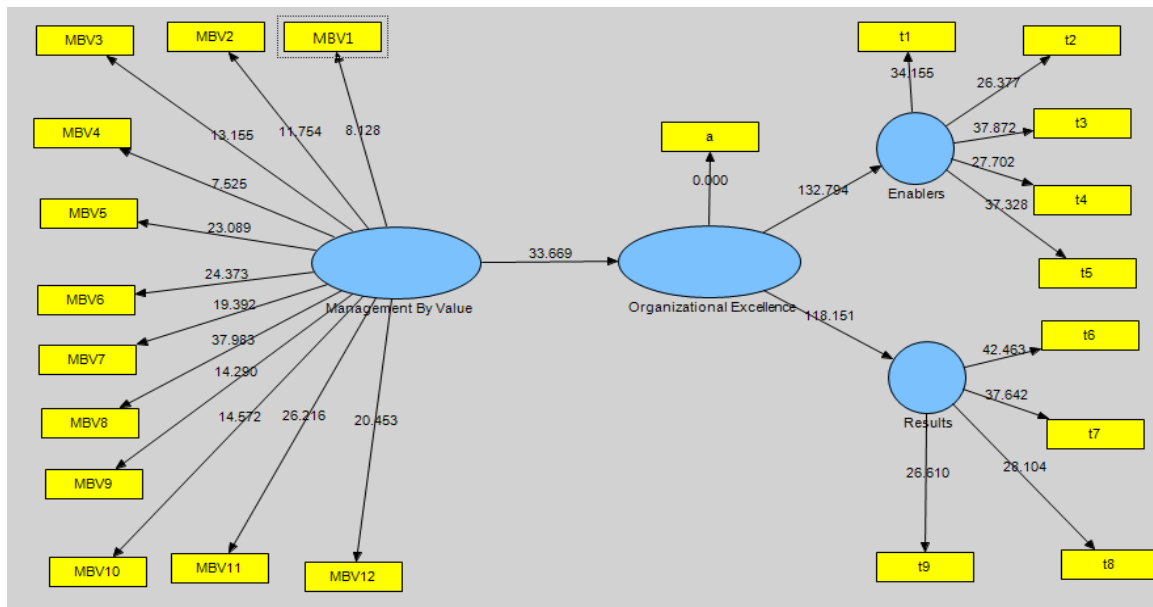 MBV3
MBV2
MBV1
t1
t2
34.155
26.377
MBV4
13.155
11.754
8.128
a
37.872
t3
7.525
0.000
27.702
MBV5
132.794
Enablers
t4
23.089
37.328
33.669
24.373
t5
MBV6
19.392
Management By Value
Organizational Excellence
118.151
37.983
42.463
t6
MBV7
14.290
37.642
MBV8
14.572
26.216
20.453
Results
t7
26.610
28.104
MBV9
MBV10
MBV11
MBV12
t9
t8